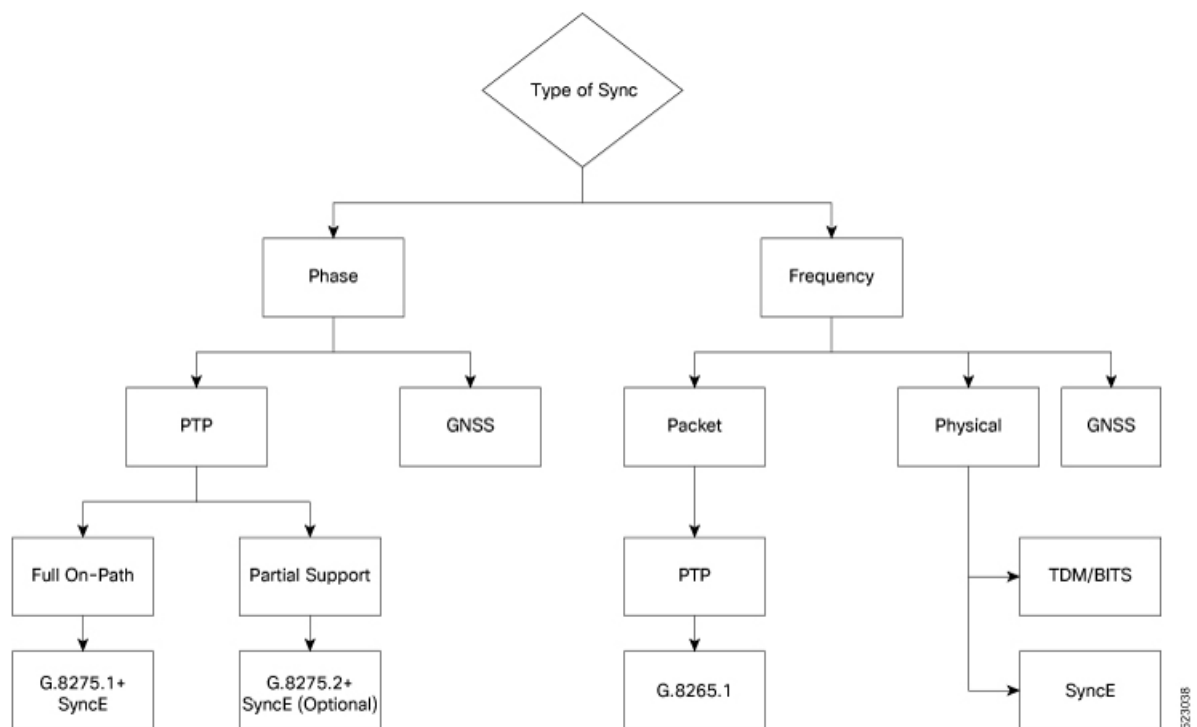 Type of Sync
Phase
Frequency
PTP
GNSS
Packet
Physical
GNSS
Full On-Path
Partial Support
PTP
TDM/BITS
G.8275.1+
SyncE
G.8275.2+
SyncE (Optional)
G.8265.1
SyncE
523038